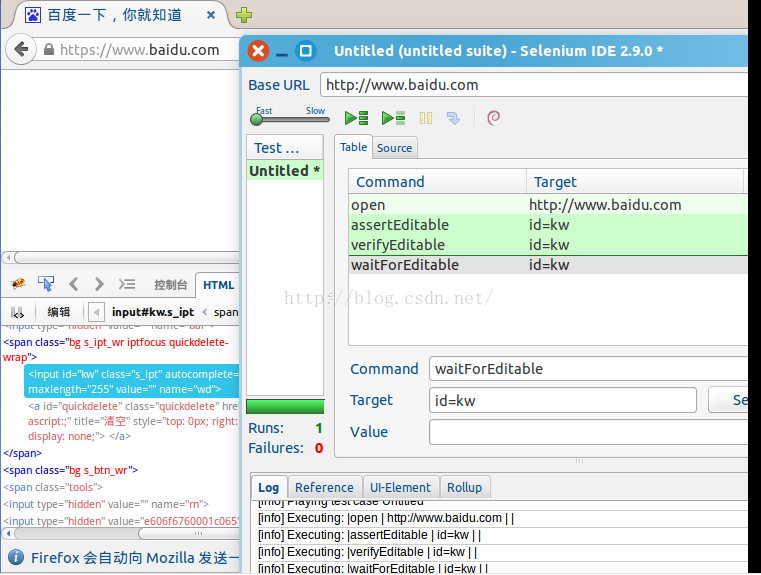 百度一下，你就知道
https://www.baidu.com
Untitled (untitled suite) - Selenium IDE 2.9.0 *
Base URL http://www.baidu.com
Fast Slow
Test ...
Untitled *
Table Source
Command Target
open http://www.baidu.com
assertEditable id=kw
verifyEditable id=kw
waitForEditable id=kw
http://blog.csdn.net/
Command waitForEditable
Target id=kw Se
Value
Runs: 1
Failures: 0
Log Reference UI-Element Rollup
[info] Playing test case Untitled
[info] Executing: |open | http://www.baidu.com | |
[info] Executing: |assertEditable | id=kw | |
[info] Executing: |verifyEditable | id=kw | |
[info] Executing: |waitForEditable | id=kw | |
控制台 HTML
编辑 input#kw.s_ipt < span
<input type="hidden" value="" name="bar">
<span class="bg s_ipt_wr iptfocus quickdelete-
wrap">
<input id="kw" class="s_ipt" autocomplete=
maxlength="255" value="" name="wd">
<a id="quickdelete" class="quickdelete" href
ascript:;" title="清空" style="top: 0px; right:
display: none;"> </a>
</span>
<span class="bg s_btn_wr">
<span class="tools">
<input type="hidden" value="" name="rn">
<input type="hidden" value="e606f6760001c065"
Firefox 会自动向 Mozilla 发送一